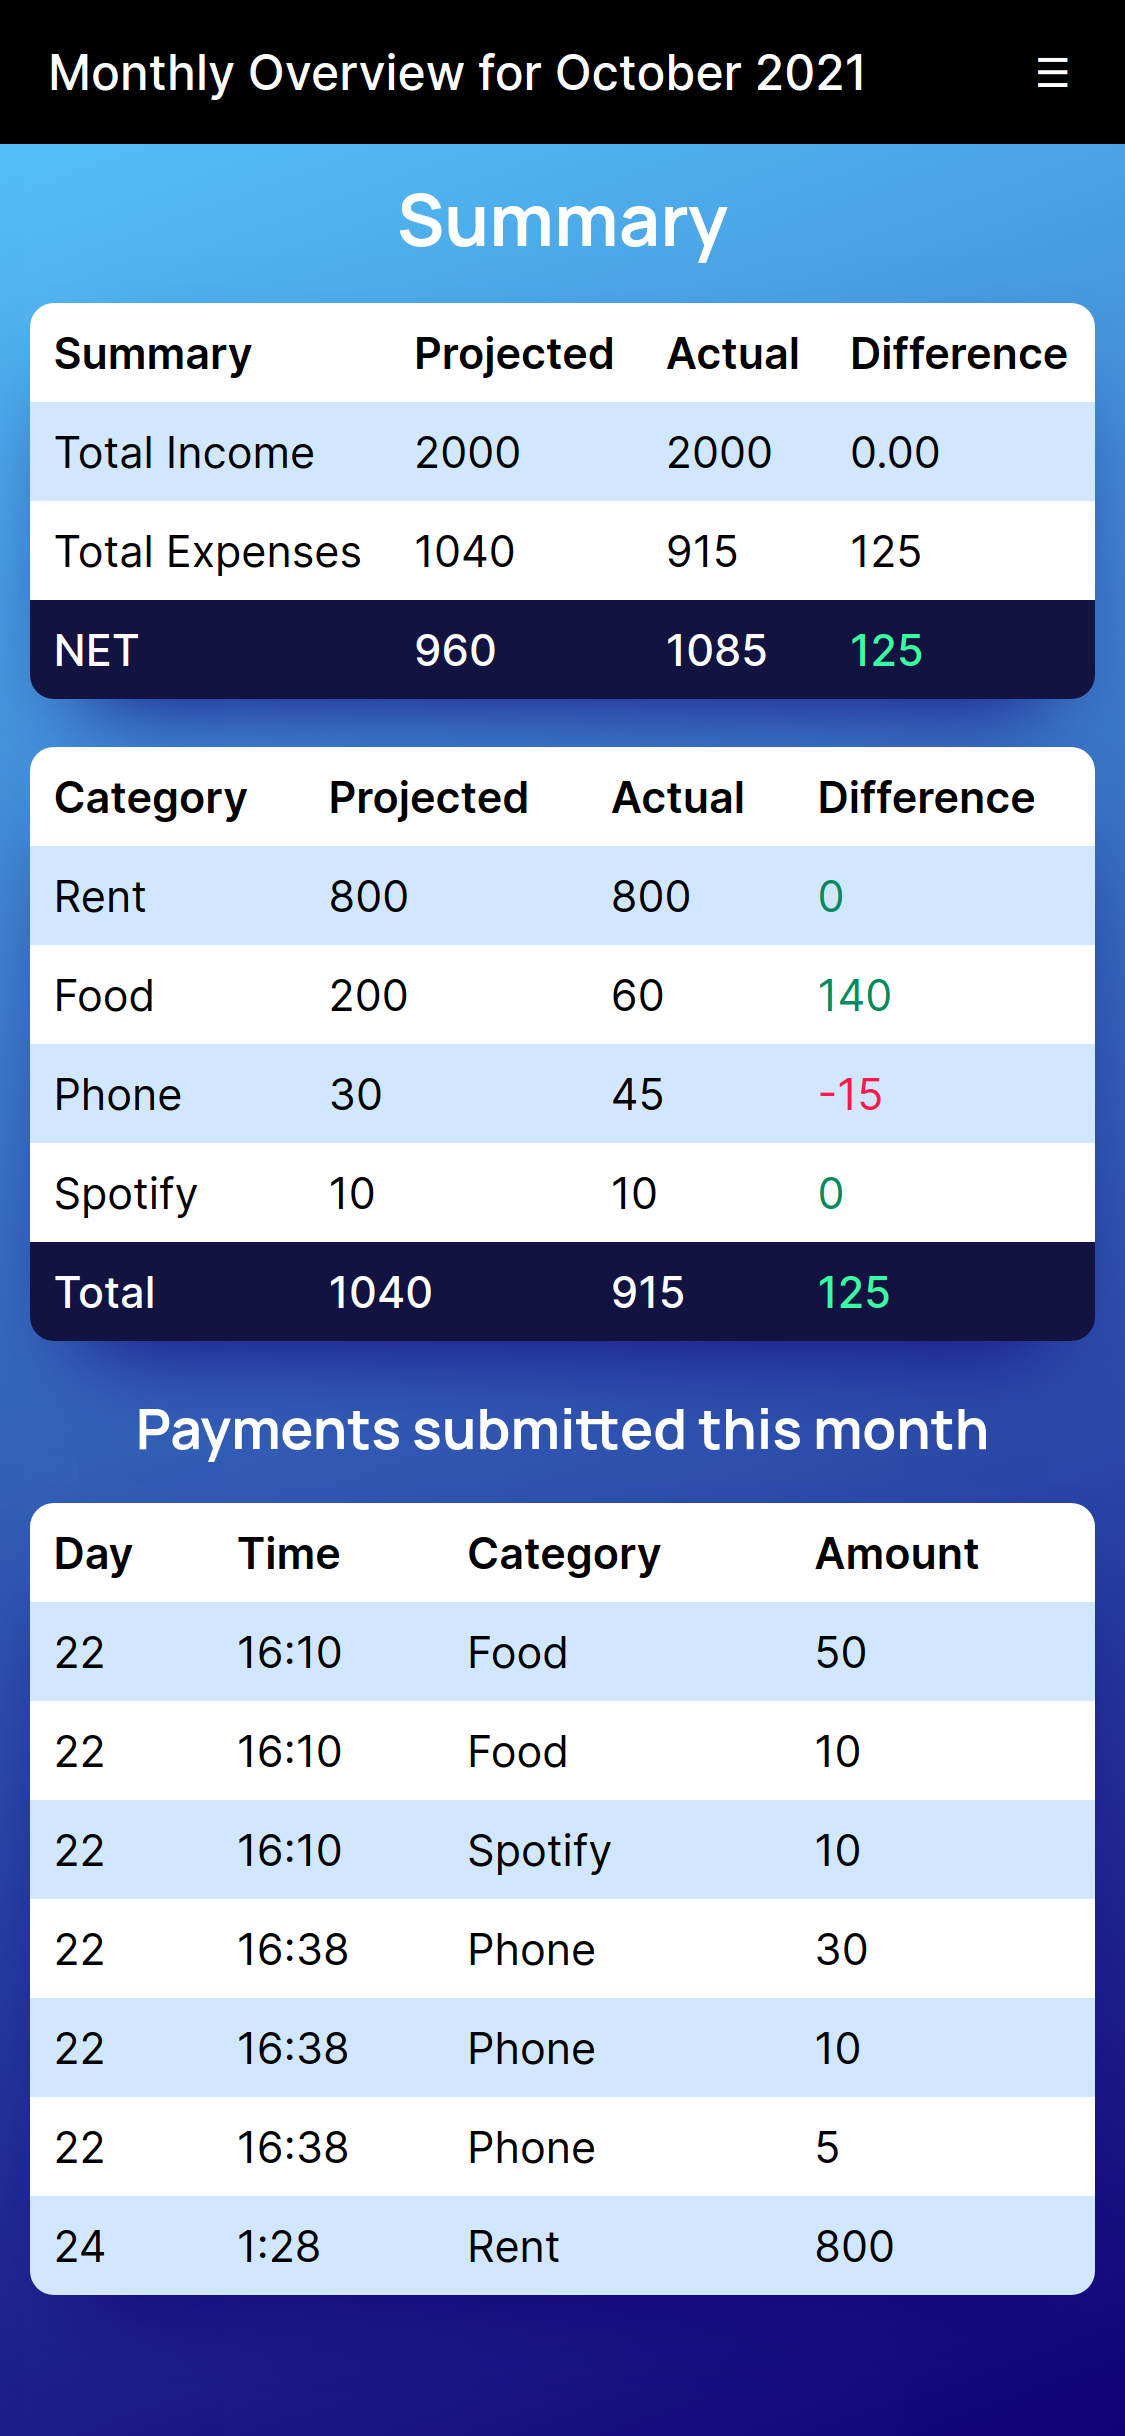 Monthly Overview for October 2021 ☰
Summary
Summary Projected Actual Difference
Total Income 2000 2000 0.00
Total Expenses 1040 915 125
NET 960 1085 125
Category Projected Actual Difference
Rent 800 800 0
Food 200 60 140
Phone 30 45 -15
Spotify 10 10 0
Total 1040 915 125
Payments submitted this month
Day Time Category Amount
22 16:10 Food 50
22 16:10 Food 10
22 16:10 Spotify 10
22 16:38 Phone 30
22 16:38 Phone 10
22 16:38 Phone 5
24 1:28 Rent 800